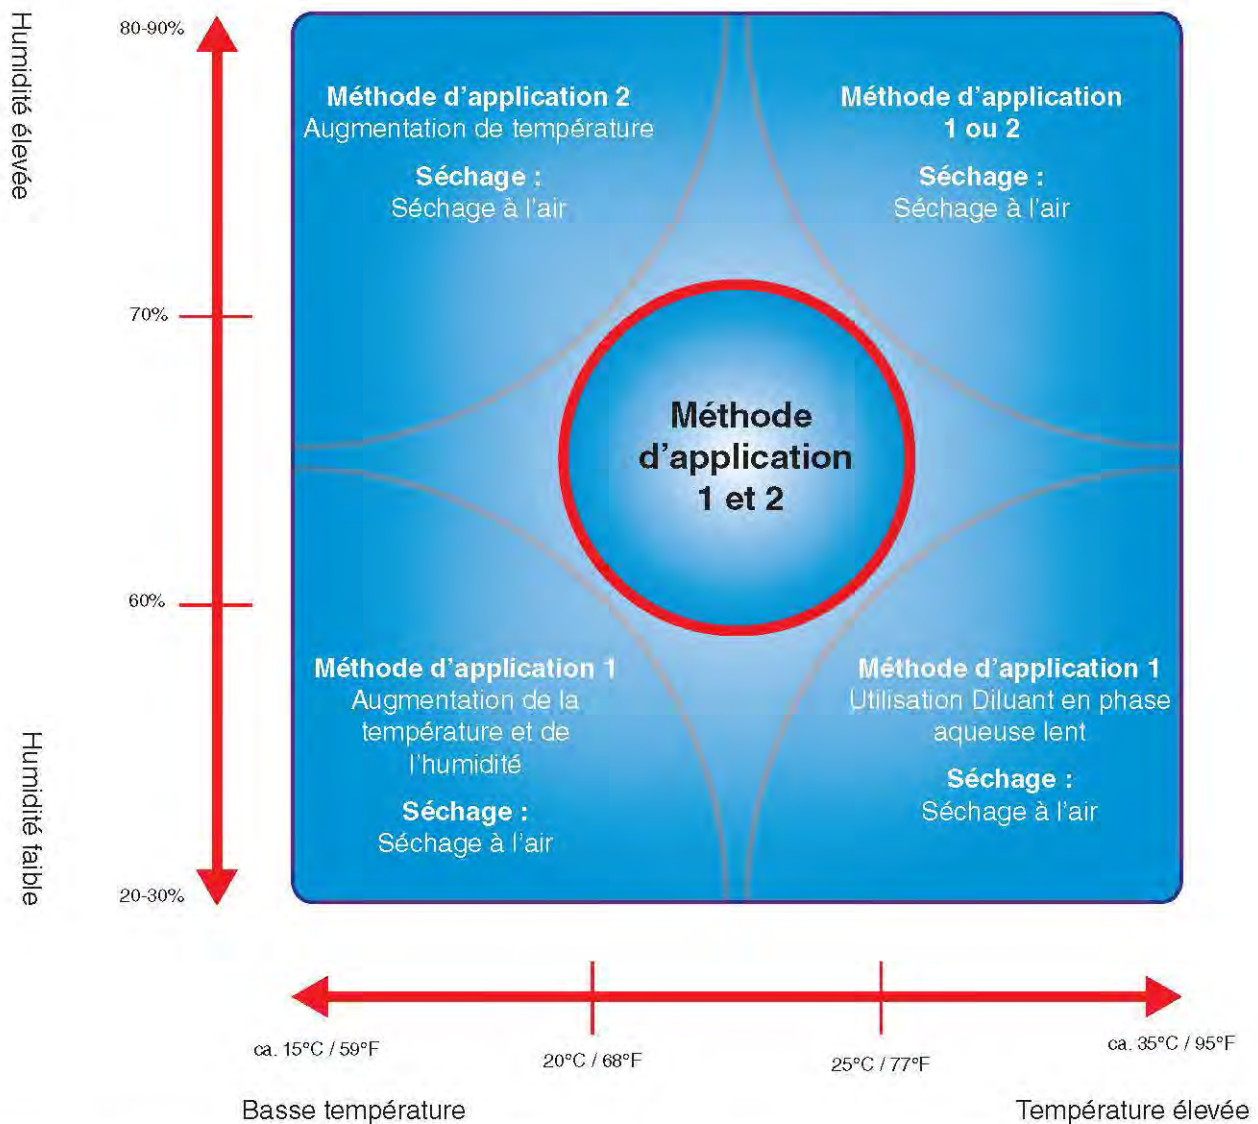 Humidité élevée
80-90%
70%
60%
20-30%
Humidité faible
Méthode d'application 2
Augmentation de température
Séchage :
Séchage à l'air
Méthode d'application
1 ou 2
Séchage :
Séchage à l'air
Méthode
d'application
1 et 2
Méthode d'application 1
Augmentation de la
température et de
l'humidité
Séchage :
Séchage à l'air
Méthode d'application 1
Utilisation Diluant en phase
aqueuse lent
Séchage :
Séchage à l'air
ca. 15°C / 59°F
20°C / 68°F
25°C / 77°F
ca. 35°C / 95°F
Basse température
Température élevée